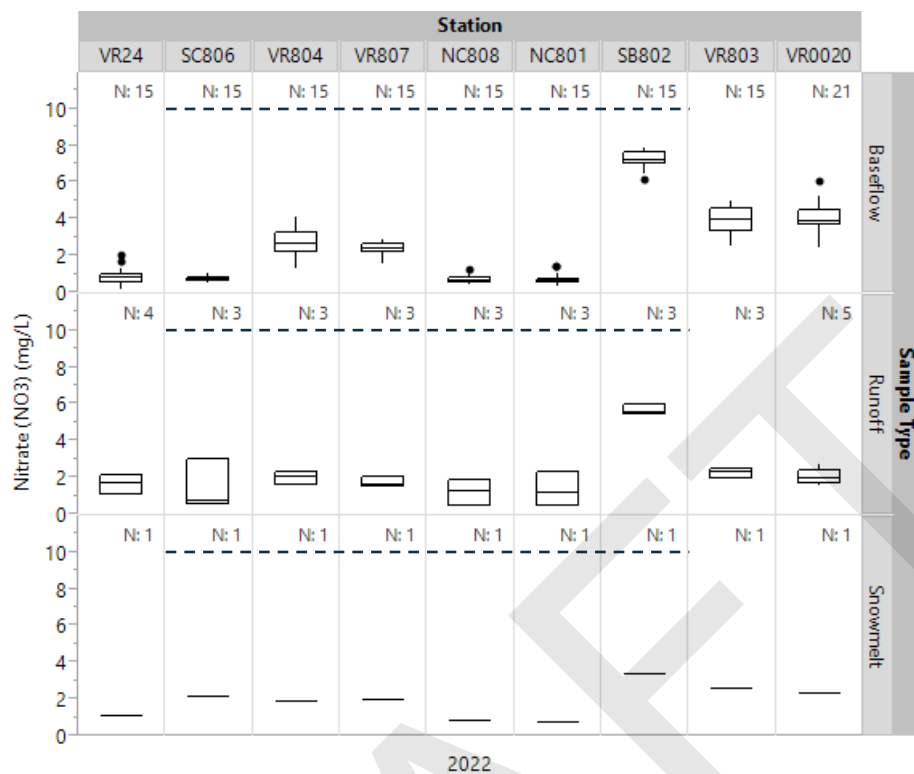 Station
VR24 SC806 VR804 VR807 NC808 NC801 SB802 VR803 VR0020
N: 15 N: 15 N: 15 N: 15 N: 15 N: 15 N: 15 N: 15 N: 21
10
8
6
4
2
0
Baseflow
N: 4 N: 3 N: 3 N: 3 N: 3 N: 3 N: 3 N: 3 N: 5
10
8
6
4
2
0
Runoff
N: 1 N: 1 N: 1 N: 1 N: 1 N: 1 N: 1 N: 1 N: 1
10
8
6
4
2
0
Snowmelt
Nitrate (NO3) (mg/L)
Sample Type
2022